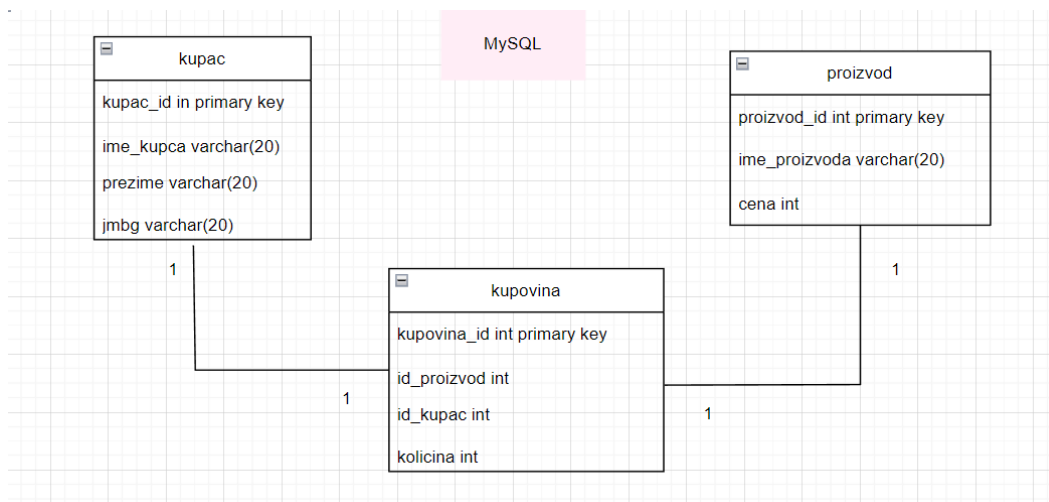 MySQL
kupac
kupac_id in primary key
ime_kupca varchar(20)
prezime varchar(20)
jmbg varchar(20)
proizvod
proizvod_id int primary key
ime_proizvoda varchar(20)
cena int
1
1
kupovina
kupovina_id int primary key
id_proizvod int
id_kupac int
kolicina int
1
1